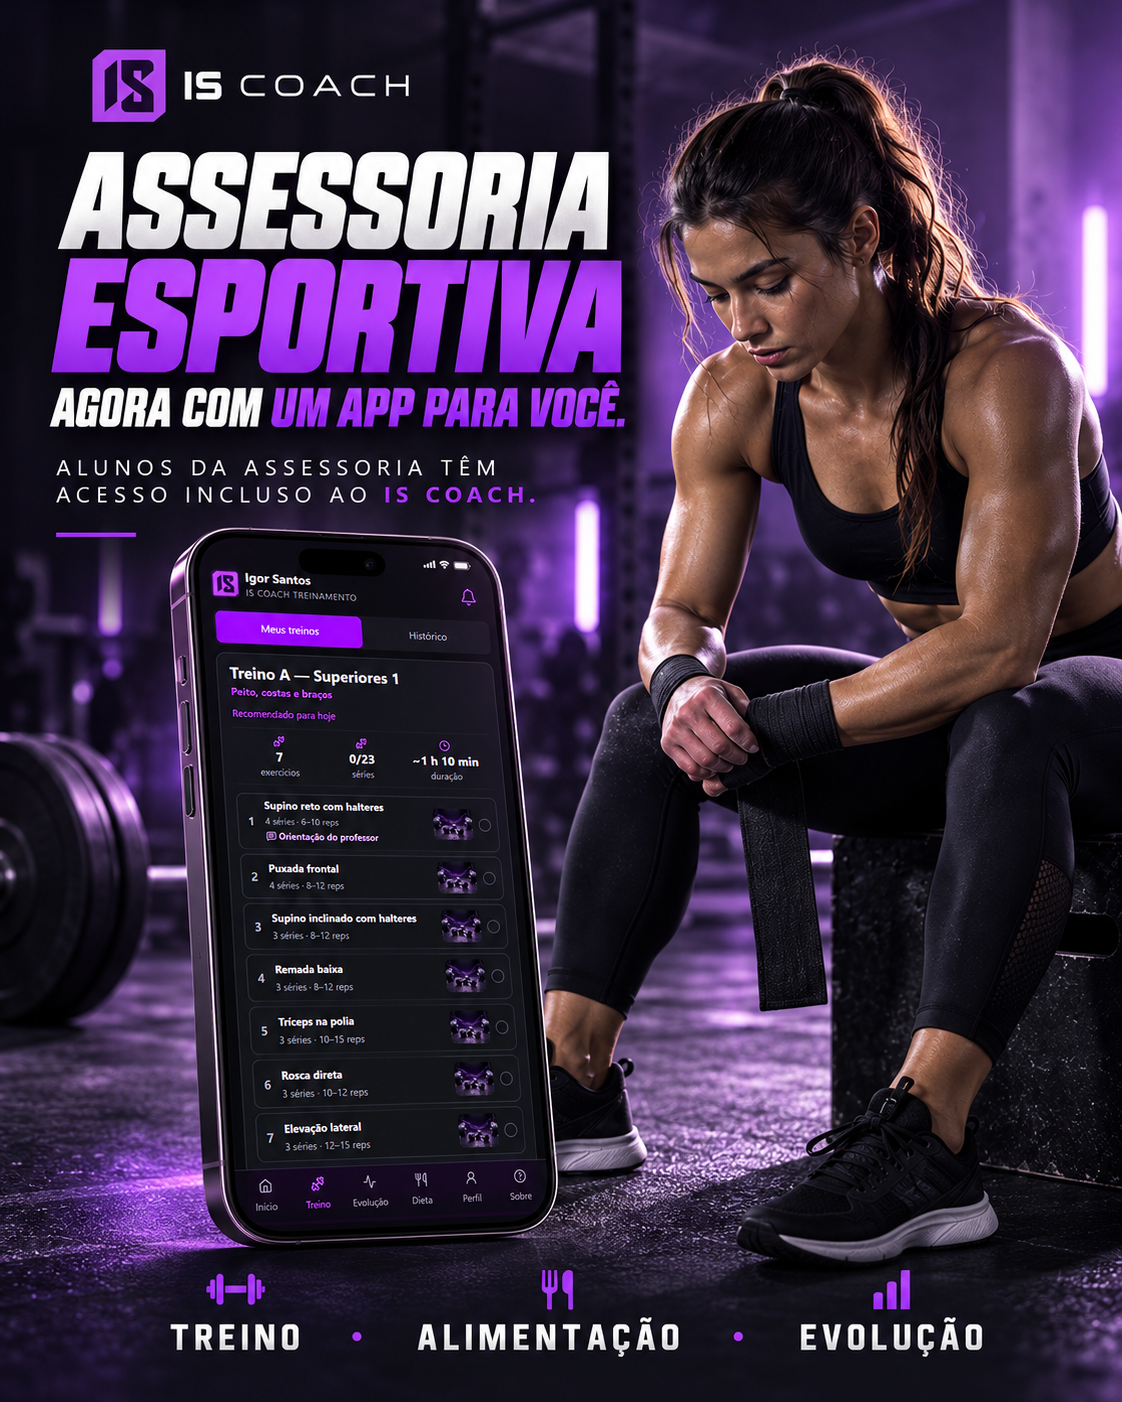 IS IS COACH
ASSESSORIA
ESPORTIVA
AGORA COM UM APP PARA VOCÊ.
ALUNOS DA ASSESSORIA TÊM
ACESSO INCLUSO AO IS COACH.
IS Igor Santos
IS COACH TREINAMENTO
Meus treinos Histórico
Treino A — Superiores 1
Peito, costas e braços
Recomendado para hoje
7 0/23 ~1 h 10 min
exercícios séries duração
1 Supino reto com halteres
4 séries · 6–10 reps
Orientação do professor
2 Puxada frontal
4 séries · 8–12 reps
3 Supino inclinado com halteres
3 séries · 8–12 reps
4 Remada baixa
3 séries · 8–12 reps
5 Tríceps na polia
3 séries · 10–15 reps
6 Rosca direta
3 séries · 10–12 reps
7 Elevação lateral
3 séries · 12–15 reps
Início Treino Evolução Dieta Perfil Sobre
TREINO • ALIMENTAÇÃO • EVOLUÇÃO